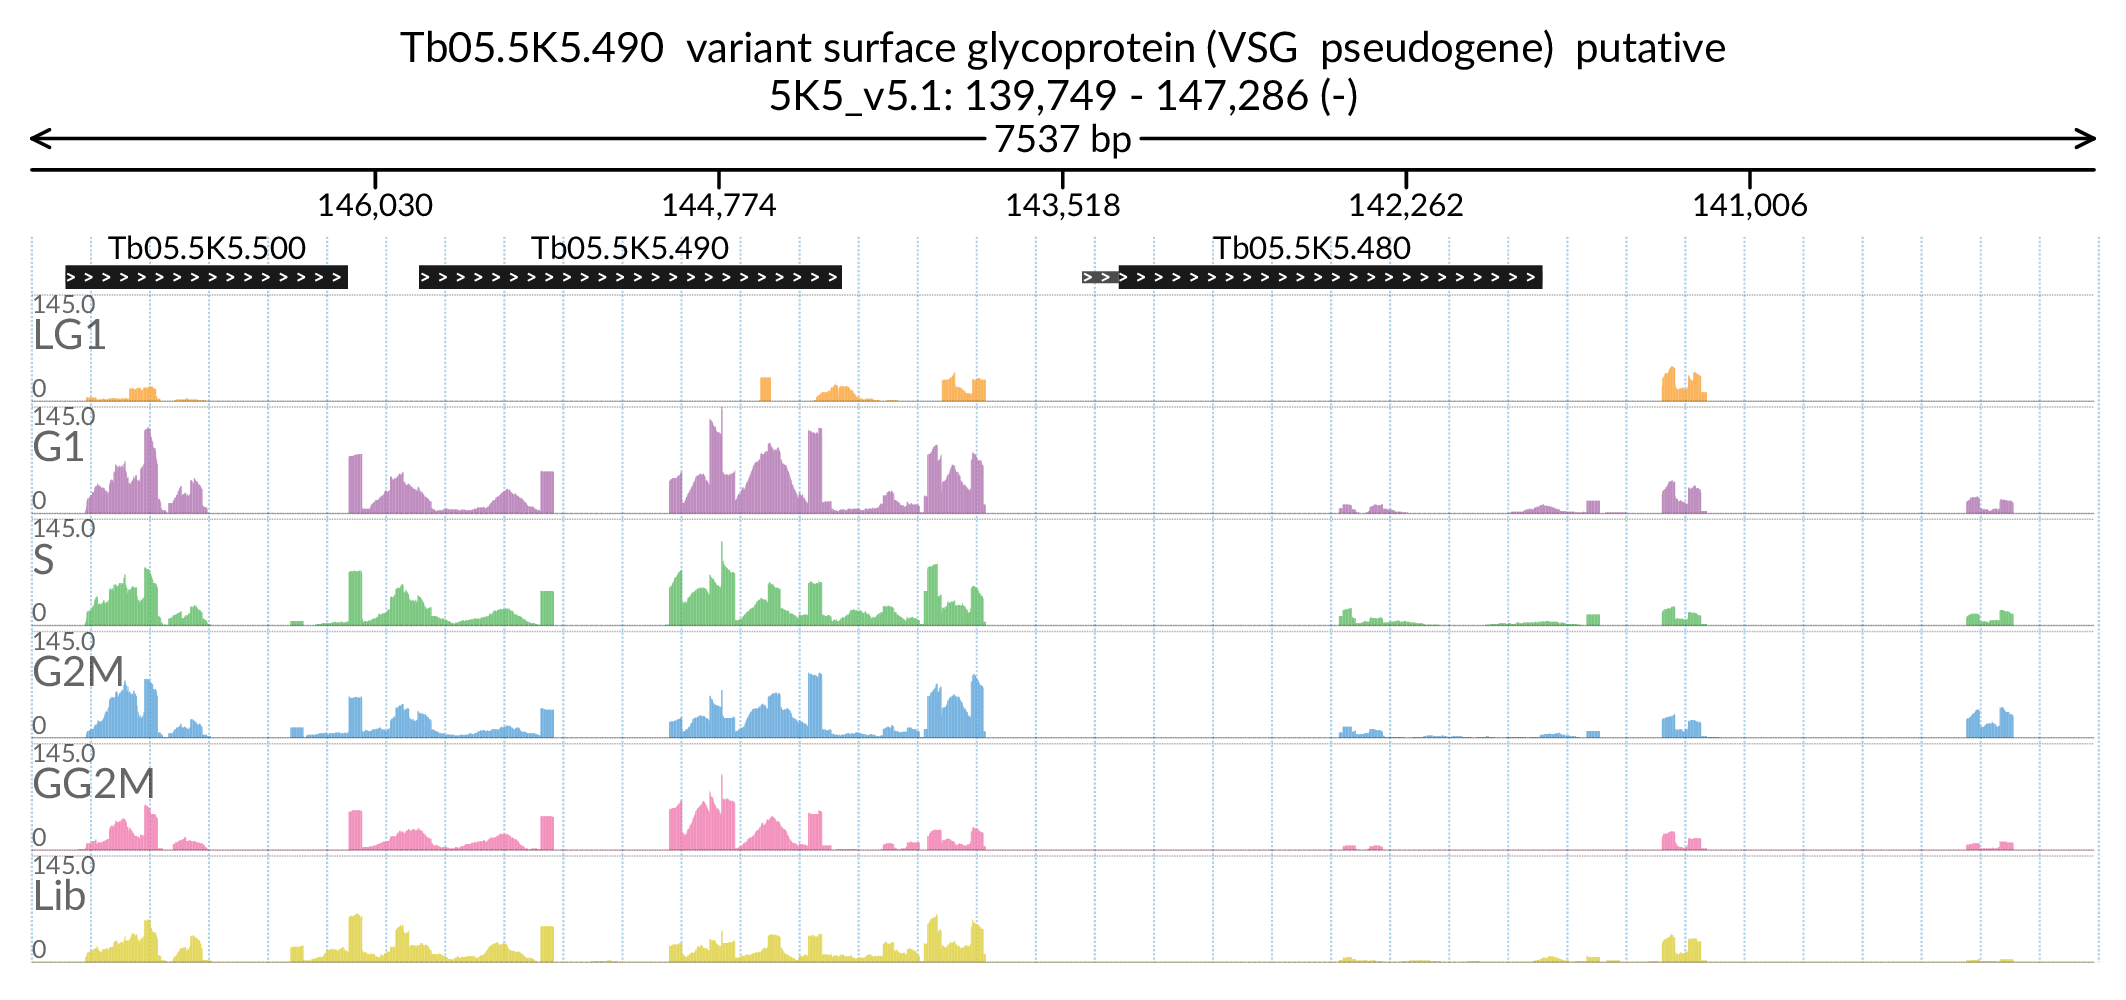 Tb05.5K5.490 variant surface glycoprotein (VSG pseudogene) putative
5K5_v5.1: 139,749 - 147,286 (-)
7537 bp
146,030 144,774 143,518 142,262 141,006
Tb05.5K5.500 Tb05.5K5.490 Tb05.5K5.480
145.0
LG1
0
145.0
G1
0
145.0
S
0
145.0
G2M
0
145.0
GG2M
0
145.0
Lib
0